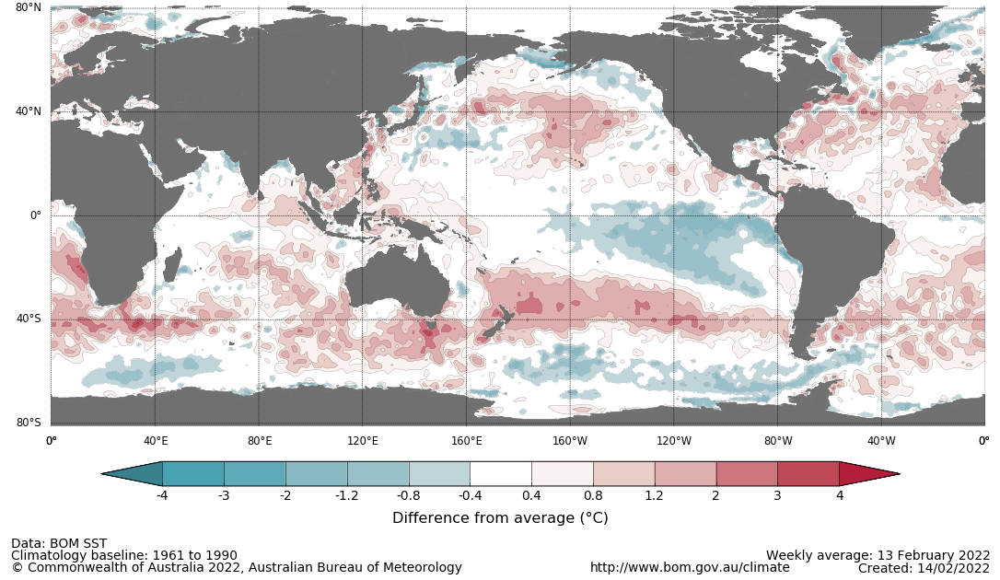 80°N
40°N
0°
40°S
80°S
0° 40°E 80°E 120°E 160°E 160°W 120°W 80°W 40°W 0°
-4 -3 -2 -1.2 -0.8 -0.4 0.4 0.8 1.2 2 3 4
Difference from average (°C)
Data: BOM SST
Climatology baseline: 1961 to 1990
Weekly average: 13 February 2022
© Commonwealth of Australia 2022, Australian Bureau of Meteorology
http://www.bom.gov.au/climate
Created: 14/02/2022